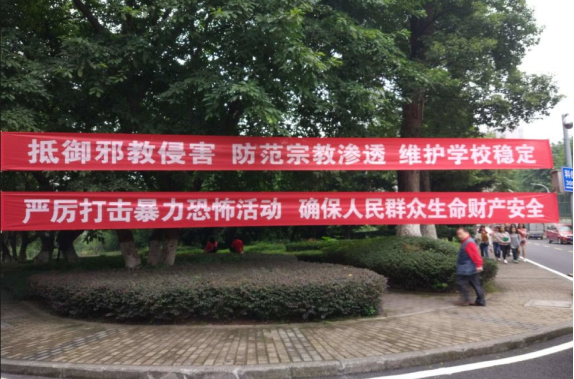 抵御邪教侵害 防范宗教渗透 维护学校稳定
严厉打击暴力恐怖活动 确保人民群众生命财产安全